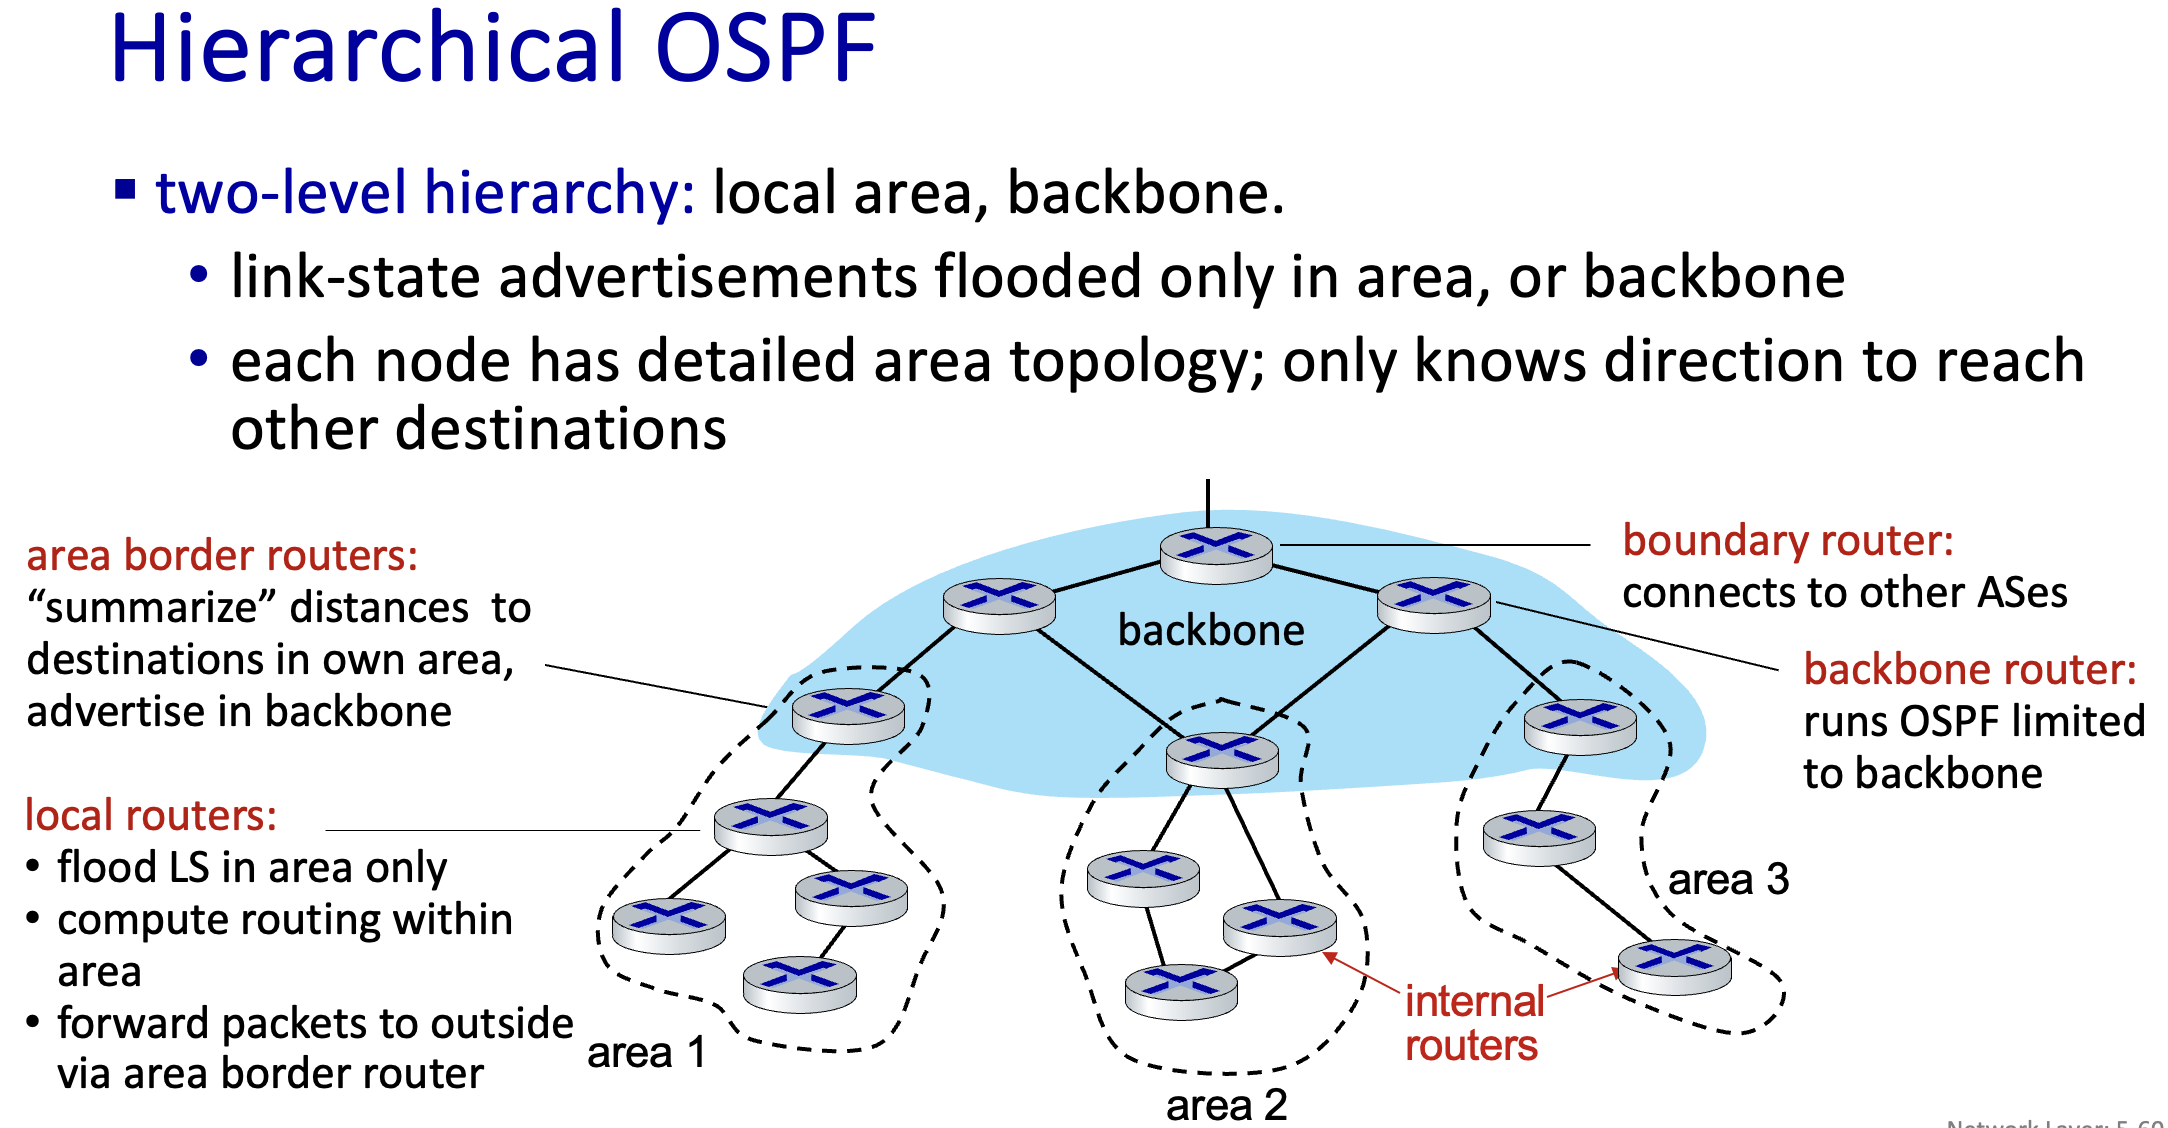 Hierarchical OSPF
▪ two-level hierarchy: local area, backbone.
• link-state advertisements flooded only in area, or backbone
• each node has detailed area topology; only knows direction to reach
other destinations
area border routers:
“summarize” distances to
destinations in own area,
advertise in backbone
local routers:
• flood LS in area only
• compute routing within
area
• forward packets to outside
via area border router
backbone
boundary router:
connects to other ASes
backbone router:
runs OSPF limited
to backbone
area 3
internal
routers
area 1
area 2